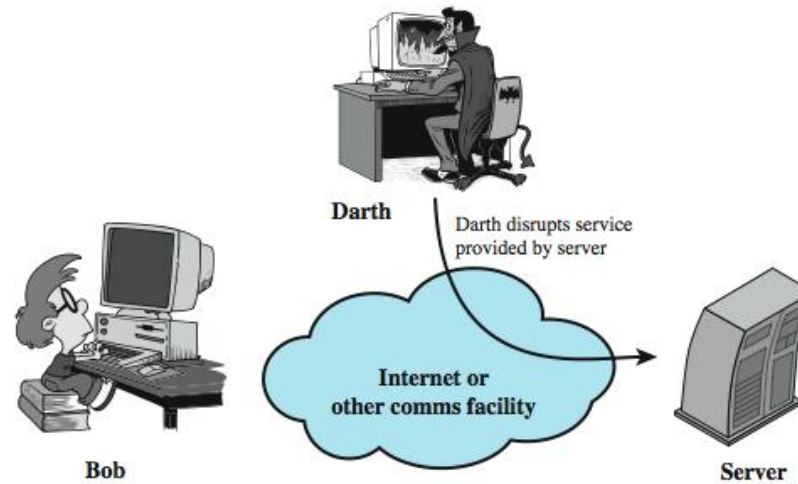 Darth
Darth disrupts service
provided by server
Internet or
other comms facility
Bob
Server